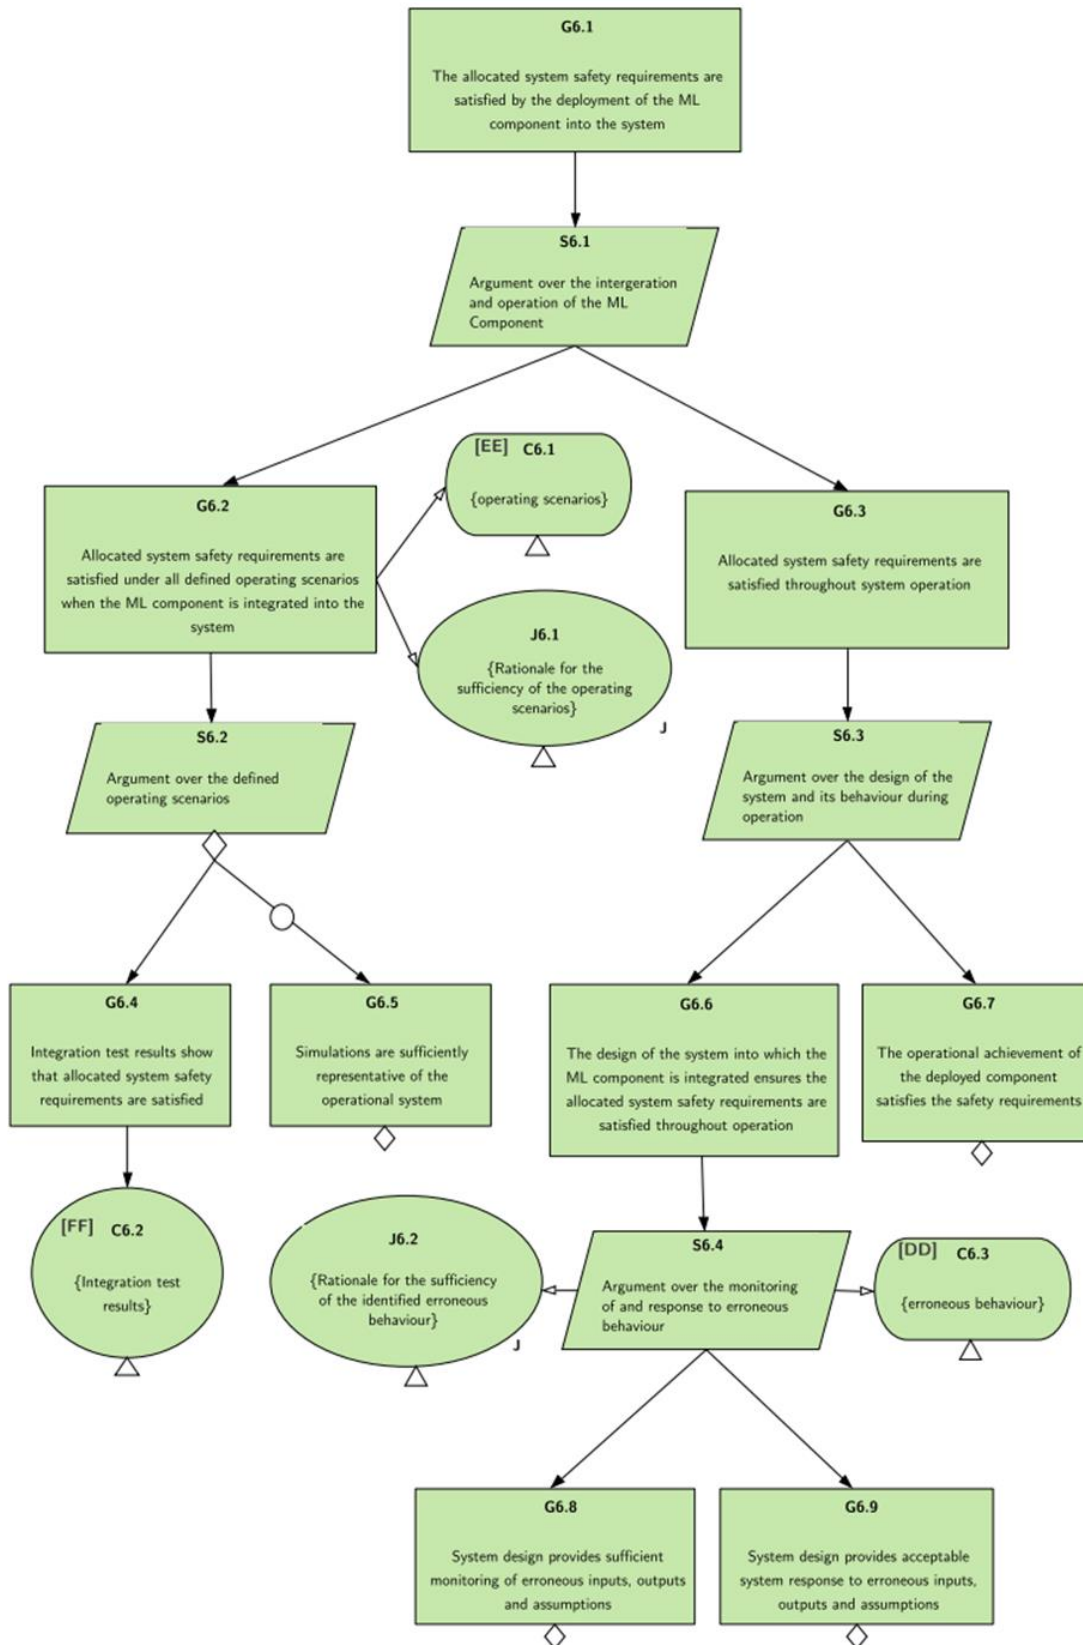 G6.1
The allocated system safety requirements are
satisfied by the deployment of the ML
component into the system
S6.1
Argument over the intergeration
and operation of the ML
Component
[EE] C6.1
{operating scenarios}
G6.2
Allocated system safety requirements are
satisfied under all defined operating scenarios
when the ML component is integrated into the
system
G6.3
Allocated system safety requirements are
satisfied throughout system operation
J6.1
{Rationale for the
sufficiency of the operating
scenarios}
J
S6.2
Argument over the defined
operating scenarios
S6.3
Argument over the design of the
system and its behaviour during
operation
G6.4
Integration test results show
that allocated system safety
requirements are satisfied
G6.5
Simulations are sufficiently
representative of the
operational system
G6.6
The design of the system into which the
ML component is integrated ensures the
allocated system safety requirements are
satisfied throughout operation
G6.7
The operational achievement of
the deployed component
satisfies the safety requirements
[FF] C6.2
{Integration test
results}
J6.2
{Rationale for the sufficiency
of the identified erroneous
behaviour}
J
S6.4
Argument over the monitoring
of and response to erroneous
behaviour
[DD] C6.3
{erroneous behaviour}
G6.8
System design provides sufficient
monitoring of erroneous inputs, outputs
and assumptions
G6.9
System design provides acceptable
system response to erroneous inputs,
outputs and assumptions